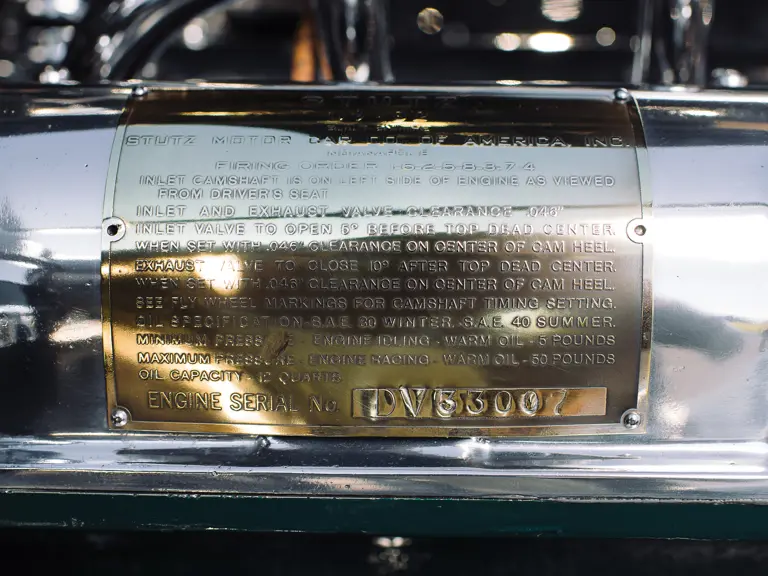 STUTZ
STUTZ MOTOR CAR CO. OF AMERICA, INC.
FIRING ORDER 1-6-2-5-8-3-7-4
INLET CAMSHAFT IS ON LEFT SIDE OF ENGINE AS VIEWED
FROM DRIVER'S SEAT
INLET AND EXHAUST VALVE CLEARANCE .046"
INLET VALVE TO OPEN 5° BEFORE TOP DEAD CENTER.
WHEN SET WITH .046" CLEARANCE ON CENTER OF CAM HEEL.
EXHAUST VALVE TO CLOSE 10° AFTER TOP DEAD CENTER.
WHEN SET WITH .046" CLEARANCE ON CENTER OF CAM HEEL.
SEE FLY WHEEL MARKINGS FOR CAMSHAFT TIMING SETTING.
OIL SPECIFICATION-S.A.E. 20 WINTER.-S.A.E. 40 SUMMER.
MINIMUM PRESSURE - ENGINE IDLING - WARM OIL - 5 POUNDS
MAXIMUM PRESSURE - ENGINE RACING - WARM OIL - 50 POUNDS
OIL CAPACITY - 12 QUARTS
ENGINE SERIAL No. DV33007